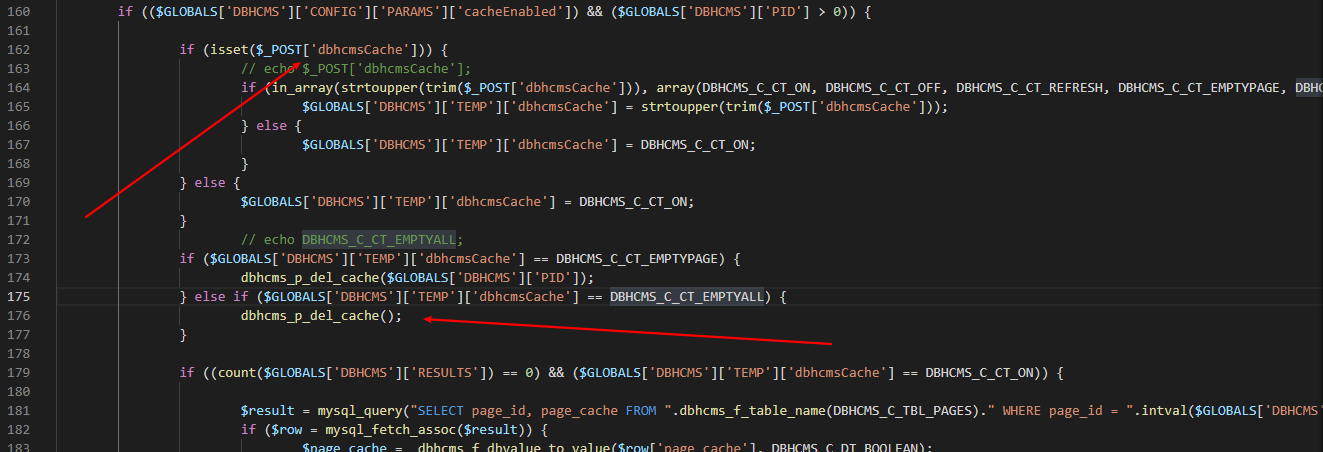 160 if (($GLOBALS['DBHCMS']['CONFIG']['PARAMS']['cacheEnabled']) && ($GLOBALS['DBHCMS']['PID'] > 0)) {
161
162 if (isset($_POST['dbhcmsCache'])) {
163 // echo $_POST['dbhcmsCache'];
164 if (in_array(strtoupper(trim($_POST['dbhcmsCache'])), array(DBHCMS_C_CT_ON, DBHCMS_C_CT_OFF, DBHCMS_C_CT_REFRESH, DBHCMS_C_CT_EMPTYPAGE, DBHC
165 $GLOBALS['DBHCMS']['TEMP']['dbhcmsCache'] = strtoupper(trim($_POST['dbhcmsCache']));
166 } else {
167 $GLOBALS['DBHCMS']['TEMP']['dbhcmsCache'] = DBHCMS_C_CT_ON;
168 }
169 } else {
170 $GLOBALS['DBHCMS']['TEMP']['dbhcmsCache'] = DBHCMS_C_CT_ON;
171 }
172 // echo DBHCMS_C_CT_EMPTYALL;
173 if ($GLOBALS['DBHCMS']['TEMP']['dbhcmsCache'] == DBHCMS_C_CT_EMPTYPAGE) {
174 dbhcms_p_del_cache($GLOBALS['DBHCMS']['PID']);
175 } else if ($GLOBALS['DBHCMS']['TEMP']['dbhcmsCache'] == DBHCMS_C_CT_EMPTYALL) {
176 dbhcms_p_del_cache();
177 }
178
179 if ((count($GLOBALS['DBHCMS']['RESULTS']) == 0) && ($GLOBALS['DBHCMS']['TEMP']['dbhcmsCache'] == DBHCMS_C_CT_ON)) {
180
181 $result = mysql_query("SELECT page_id, page_cache FROM ".dbhcms_f_table_name(DBHCMS_C_TBL_PAGES)." WHERE page_id = ".intval($GLOBALS['DBHCMS'
182 if ($row = mysql_fetch_assoc($result)) {
183 $page_cache = dbhcms_f_dbvalue_to_value($row['page_cache'], DBHCMS_C_DT_BOOLEAN);